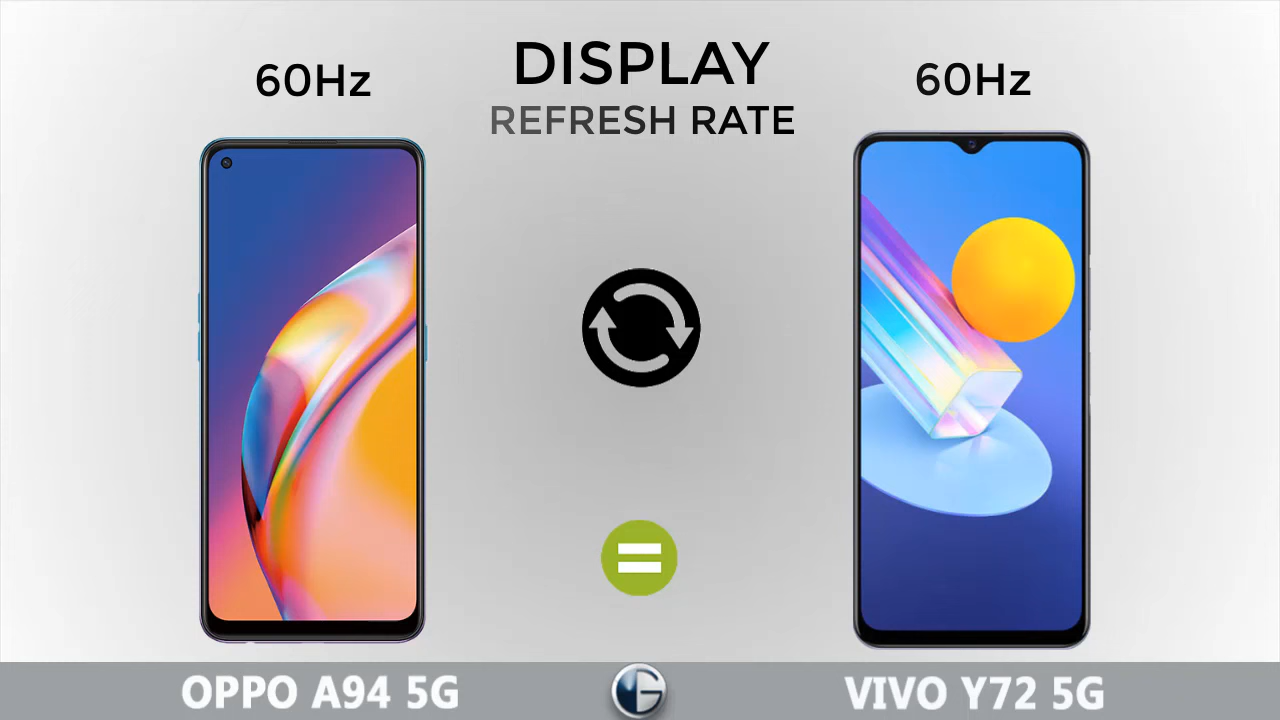 DISPLAY
REFRESH RATE
60Hz
60Hz
OPPO A94 5G
VIVO Y72 5G